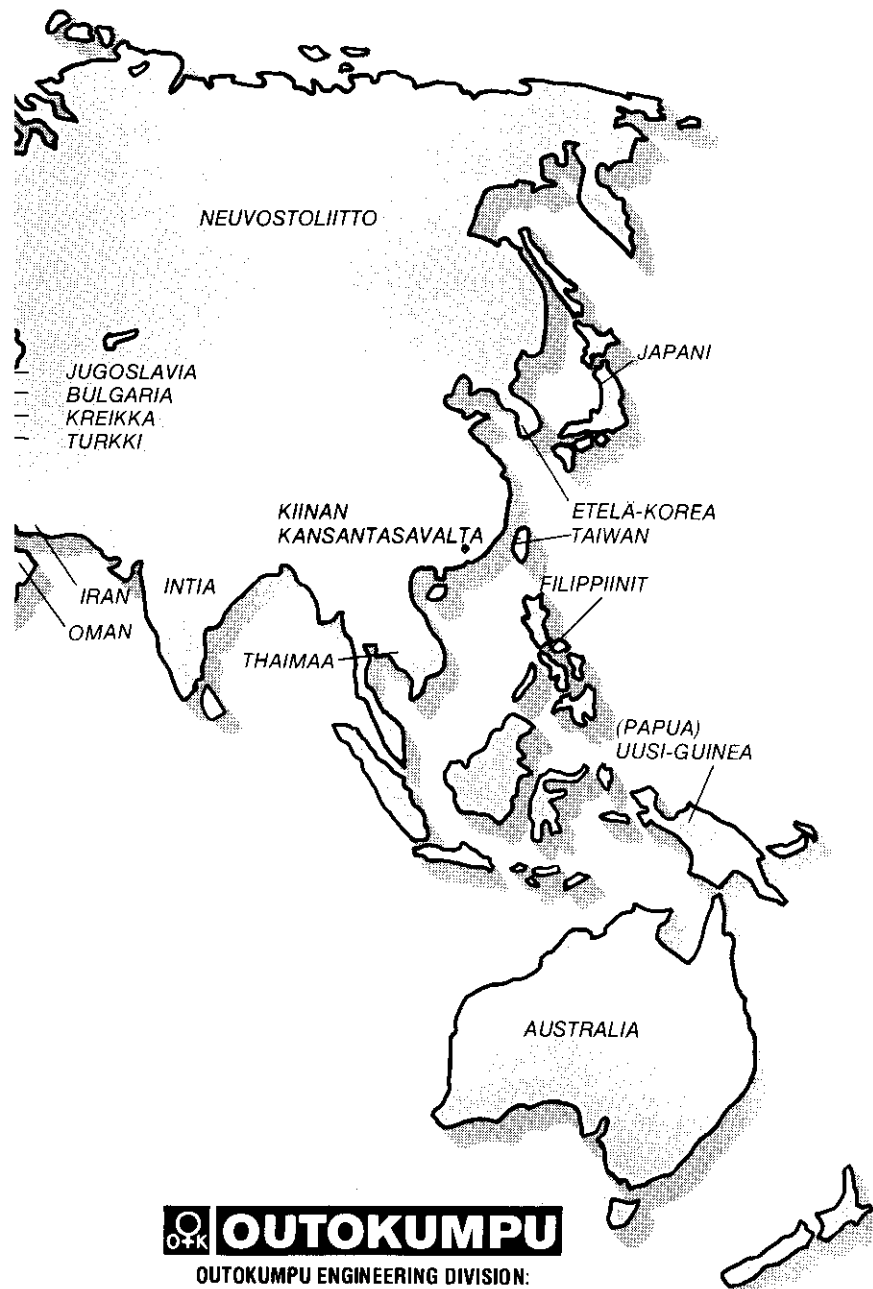 NEUVOSTOLIITTO
JAPANI
JUGOSLAVIA
BULGARIA
KREIKKA
TURKKI
KIINAN
KANSANTASAVALTA
ETELÄ-KOREA
TAIWAN
IRAN
INTIA
FILIPPIINIT
OMAN
THAIMAA
(PAPUA)
UUSI-GUINEA
AUSTRALIA
OTK OUTOKUMPU
OUTOKUMPU ENGINEERING DIVISION: